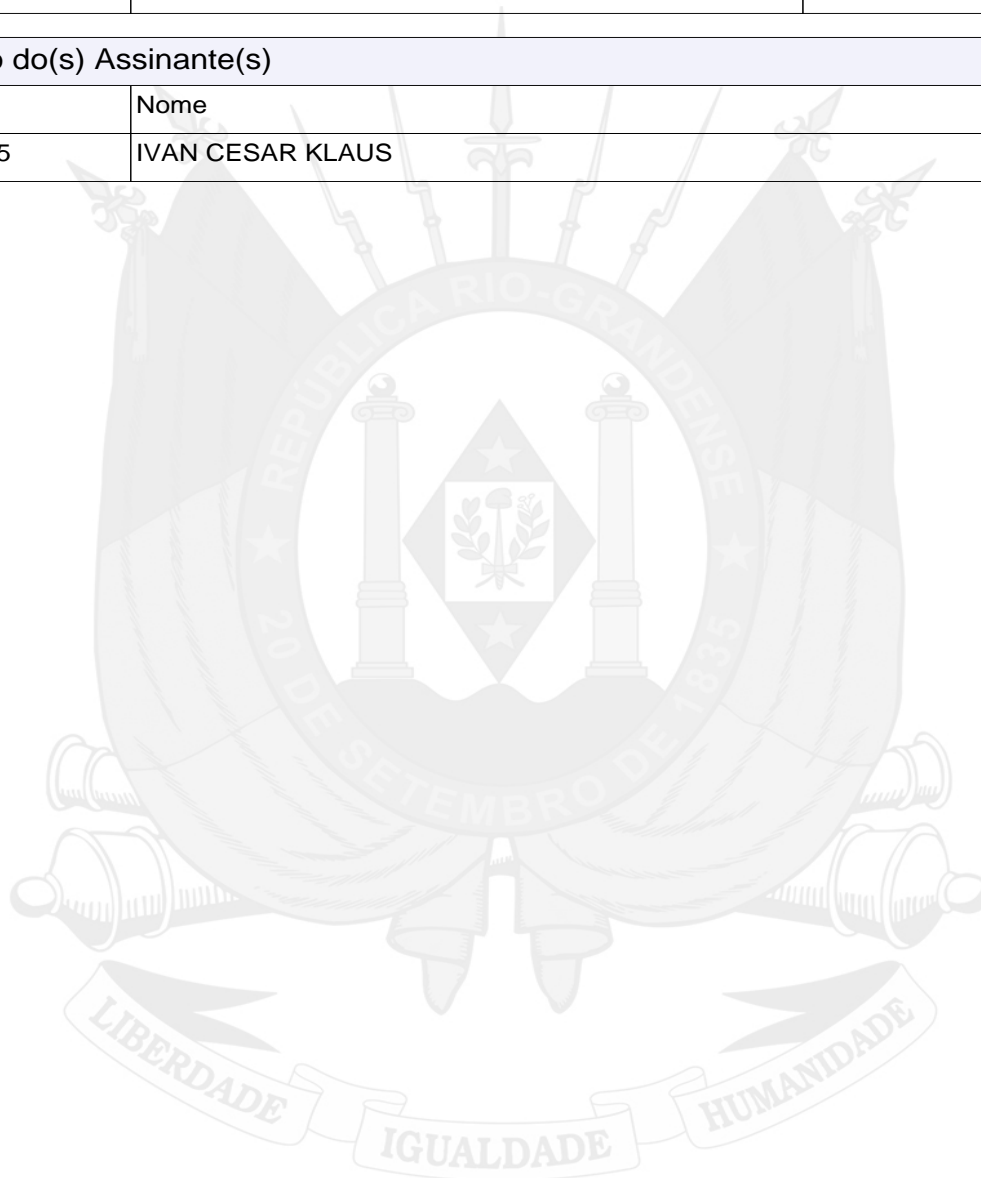 o do(s) Assinante(s)
Nome
5 IVAN CESAR KLAUS
REPÚBLICA RIO-GRANDENSE
20 DE SETEMBRO DE 1835
LIBERDADE
IGUALDADE
HUMANIDADE